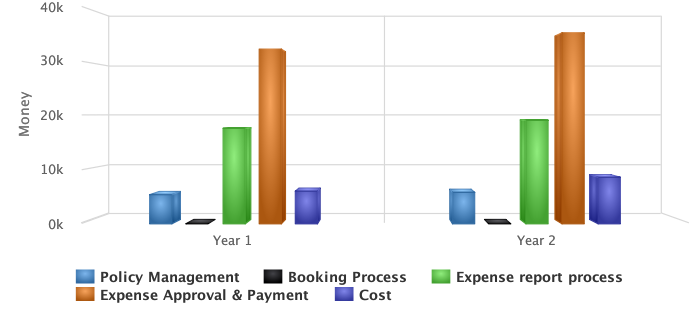 40k
30k
20k
10k
0k
Money
Year 1
Year 2
Policy Management
Booking Process
Expense report process
Expense Approval & Payment
Cost